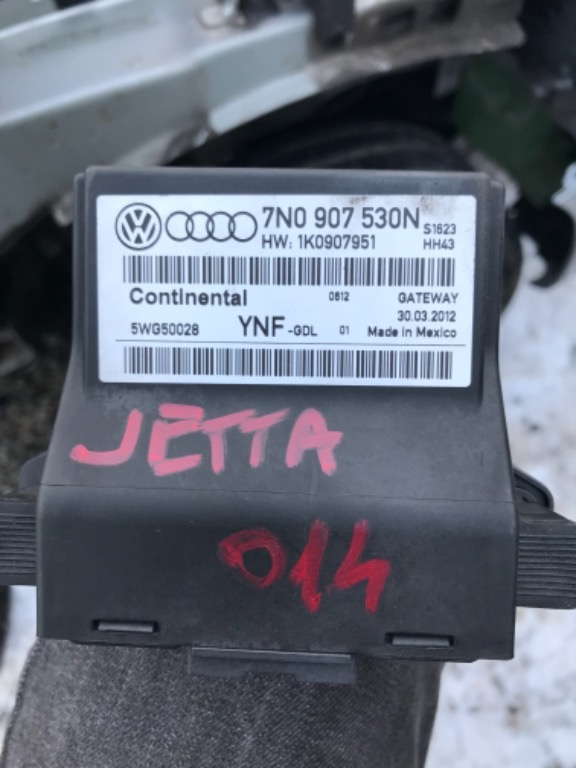 7N0 907 530N S1623
HW: 1K0907951 HH43
Continental 0612 GATEWAY
30.03.2012
5WG50028 YNF-GDL 01 Made in Mexico
JETTA
014